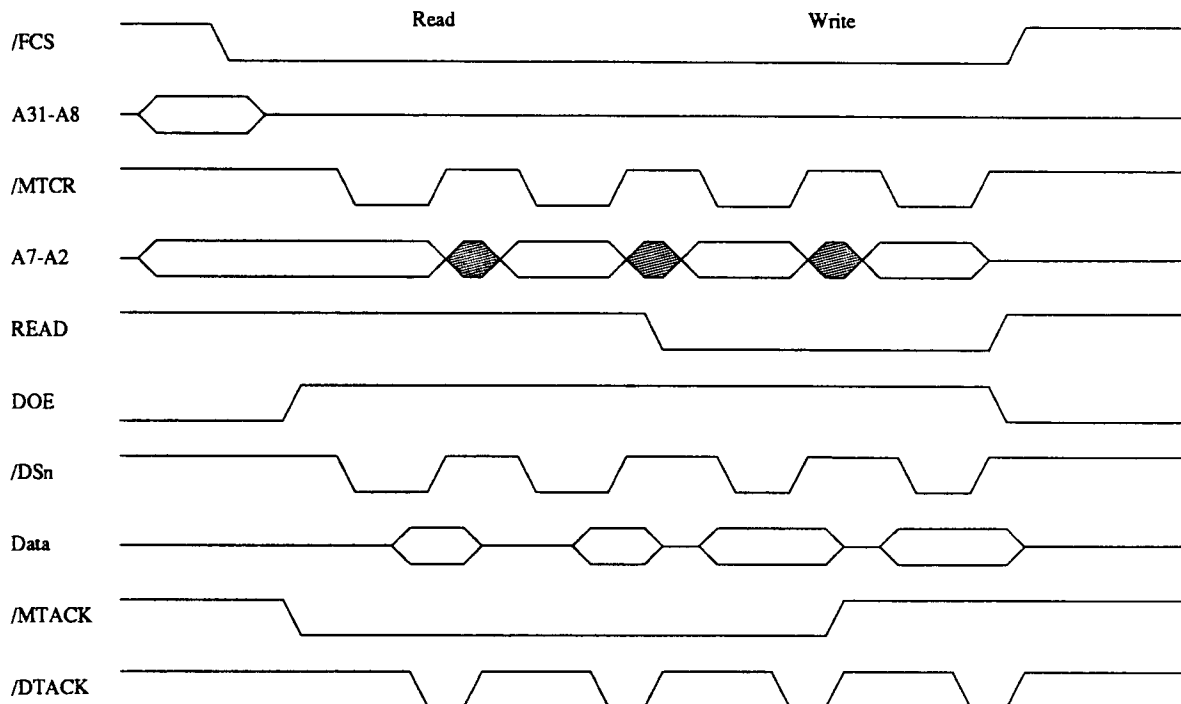 Read Write
/FCS
A31-A8
/MTCR
A7-A2
READ
DOE
/DSn
Data
/MTACK
/DTACK